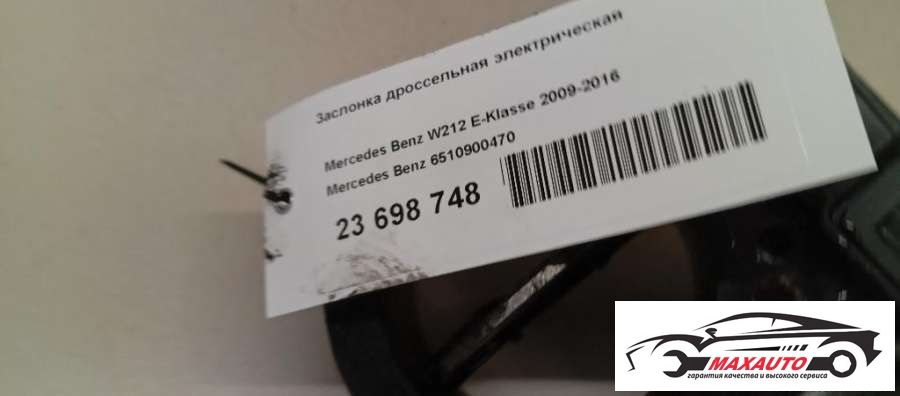 Заслонка дроссельная электрическая
Mercedes Benz W212 E-Klasse 2009-2016
Mercedes Benz 6510900470
23 698 748
MAXAUTO
гарантия качества и высокого сервиса